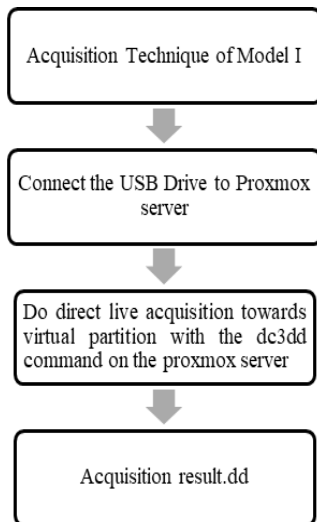 Acquisition Technique of Model I
Connect the USB Drive to Proxmox
server
Do direct live acquisition towards
virtual partition with the dc3dd
command on the proxmox server
Acquisition result.dd